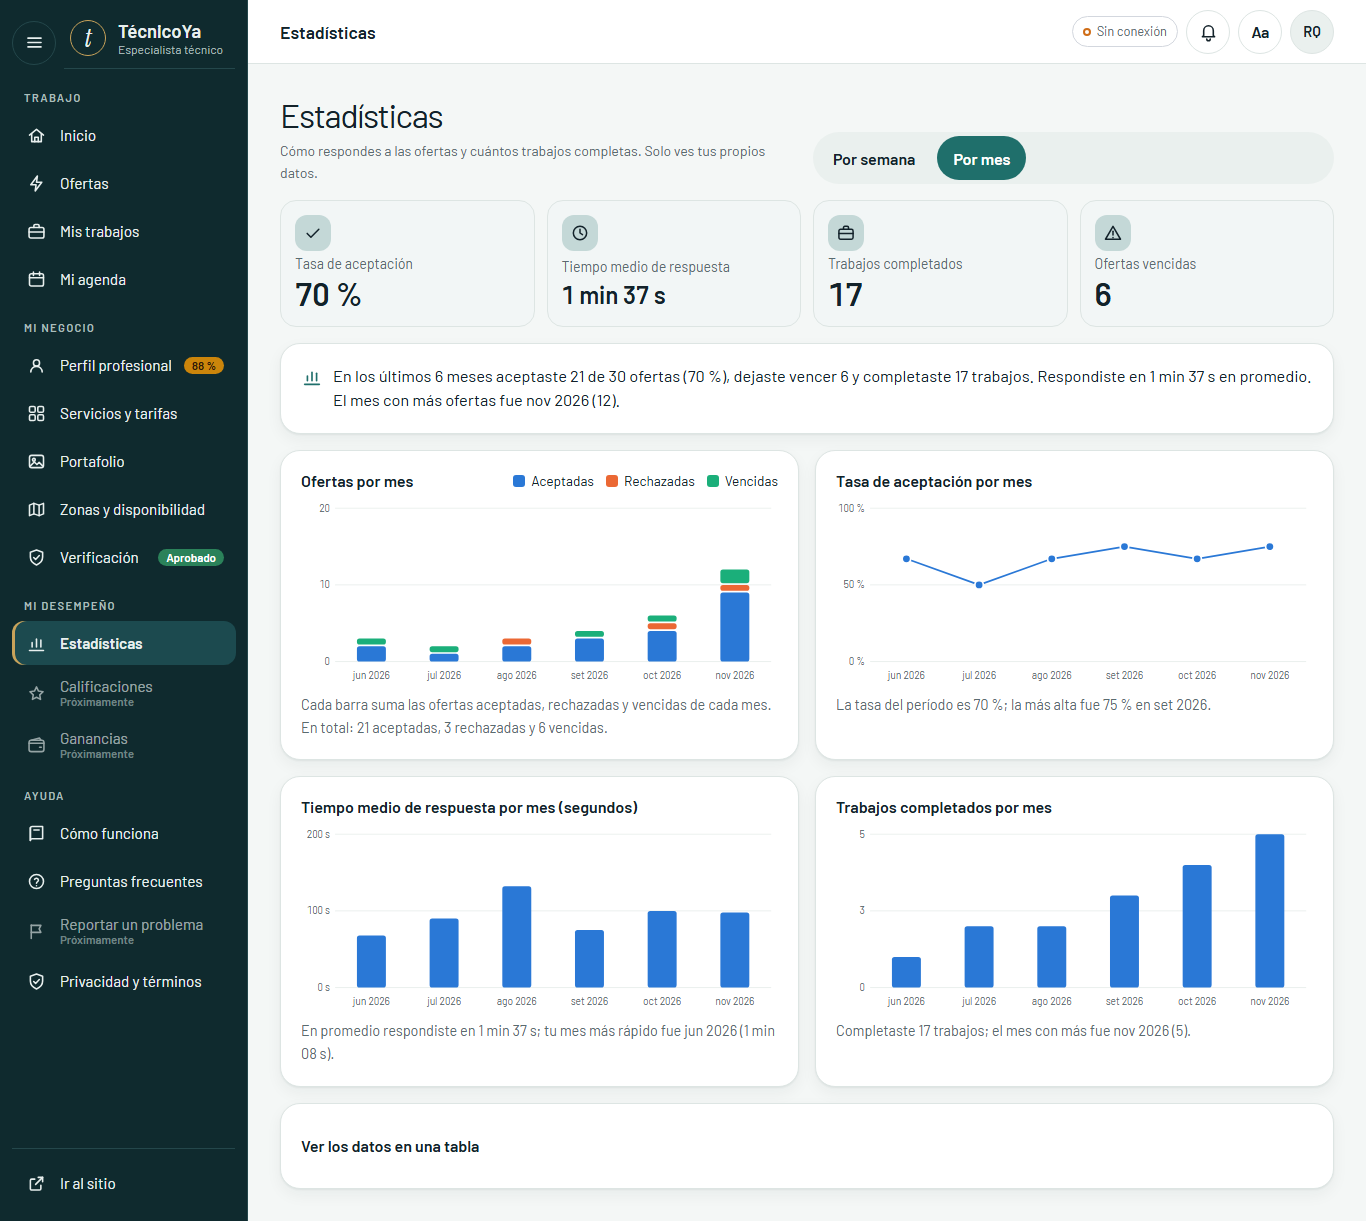 t
TécnicoYa
Especialista técnico
TRABAJO
Inicio
Ofertas
Mis trabajos
Mi agenda
MI NEGOCIO
Perfil profesional 88 %
Servicios y tarifas
Portafolio
Zonas y disponibilidad
Verificación Aprobado
MI DESEMPEÑO
Estadísticas
Calificaciones
Próximamente
Ganancias
Próximamente
AYUDA
Cómo funciona
Preguntas frecuentes
Reportar un problema
Próximamente
Privacidad y términos
Ir al sitio
Estadísticas
Sin conexión
Aa
RQ
Estadísticas
Cómo respondes a las ofertas y cuántos trabajos completas. Solo ves tus propios
datos.
Por semana Por mes
Tasa de aceptación
70 %
Tiempo medio de respuesta
1 min 37 s
Trabajos completados
17
Ofertas vencidas
6
En los últimos 6 meses aceptaste 21 de 30 ofertas (70 %), dejaste vencer 6 y completaste 17 trabajos. Respondiste en 1 min 37 s en promedio.
El mes con más ofertas fue nov 2026 (12).
Ofertas por mes
Aceptadas Rechazadas Vencidas
20
10
0
jun 2026 jul 2026 ago 2026 set 2026 oct 2026 nov 2026
Cada barra suma las ofertas aceptadas, rechazadas y vencidas de cada mes.
En total: 21 aceptadas, 3 rechazadas y 6 vencidas.
Tasa de aceptación por mes
100 %
50 %
0 %
jun 2026 jul 2026 ago 2026 set 2026 oct 2026 nov 2026
La tasa del período es 70 %; la más alta fue 75 % en set 2026.
Tiempo medio de respuesta por mes (segundos)
200 s
100 s
0 s
jun 2026 jul 2026 ago 2026 set 2026 oct 2026 nov 2026
En promedio respondiste en 1 min 37 s; tu mes más rápido fue jun 2026 (1 min
08 s).
Trabajos completados por mes
5
3
0
jun 2026 jul 2026 ago 2026 set 2026 oct 2026 nov 2026
Completaste 17 trabajos; el mes con más fue nov 2026 (5).
Ver los datos en una tabla